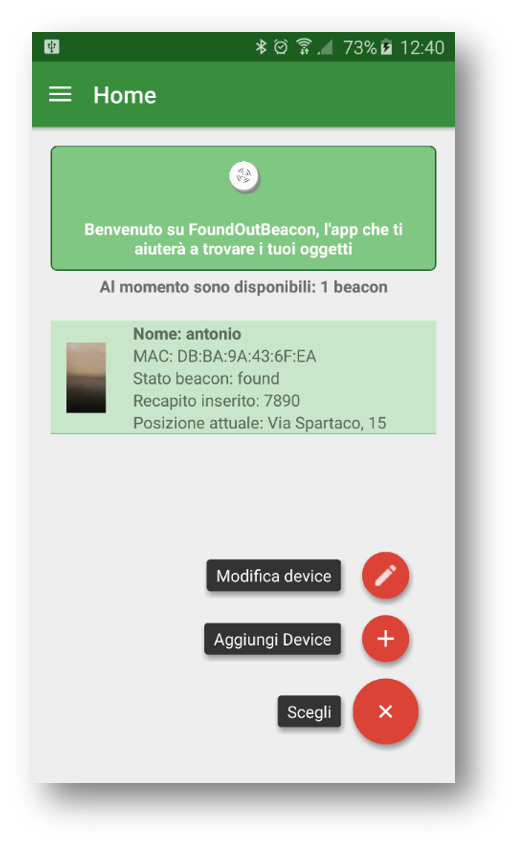 73% 12:40
Home
Benvenuto su FoundOutBeacon, l'app che ti
aiuterà a trovare i tuoi oggetti
Al momento sono disponibili: 1 beacon
Nome: antonio
MAC: DB:BA:9A:43:6F:EA
Stato beacon: found
Recapito inserito: 7890
Posizione attuale: Via Spartaco, 15
Modifica device
Aggiungi Device
Scegli